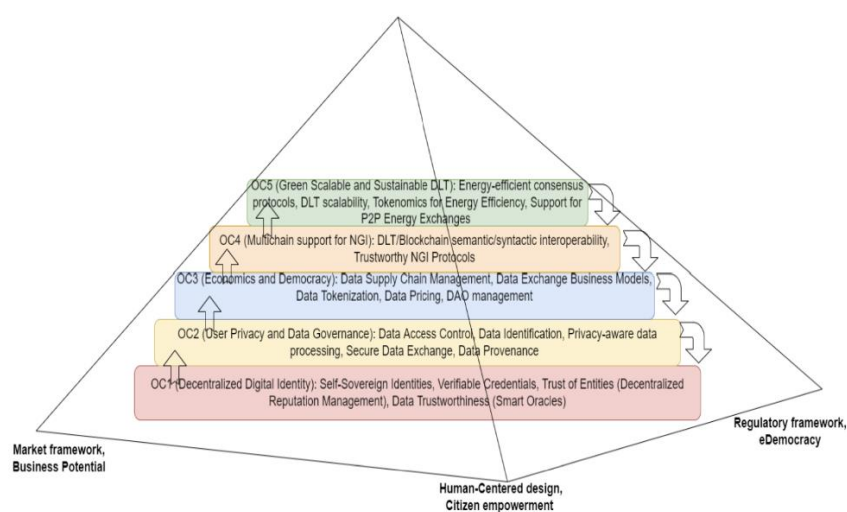 OC5 (Green Scalable and Sustainable DLT): Energy-efficient consensus
protocols, DLT scalability, Tokenomics for Energy Efficiency, Support for
P2P Energy Exchanges
OC4 (Multichain support for NGI): DLT/Blockchain semantic/syntactic interoperability,
Trustworthy NGI Protocols
OC3 (Economics and Democracy): Data Supply Chain Management, Data Exchange Business Models,
Data Tokenization, Data Pricing, DAO management
OC2 (User Privacy and Data Governance): Data Access Control, Data Identification, Privacy-aware data
processing, Secure Data Exchange, Data Provenance
OC1 (Decentralized Digital Identity): Self-Sovereign Identities, Verifiable Credentials, Trust of Entities (Decentralized
Reputation Management), Data Trustworthiness (Smart Oracles)
Market framework,
Business Potential
Human-Centered design,
Citizen empowerment
Regulatory framework,
eDemocracy